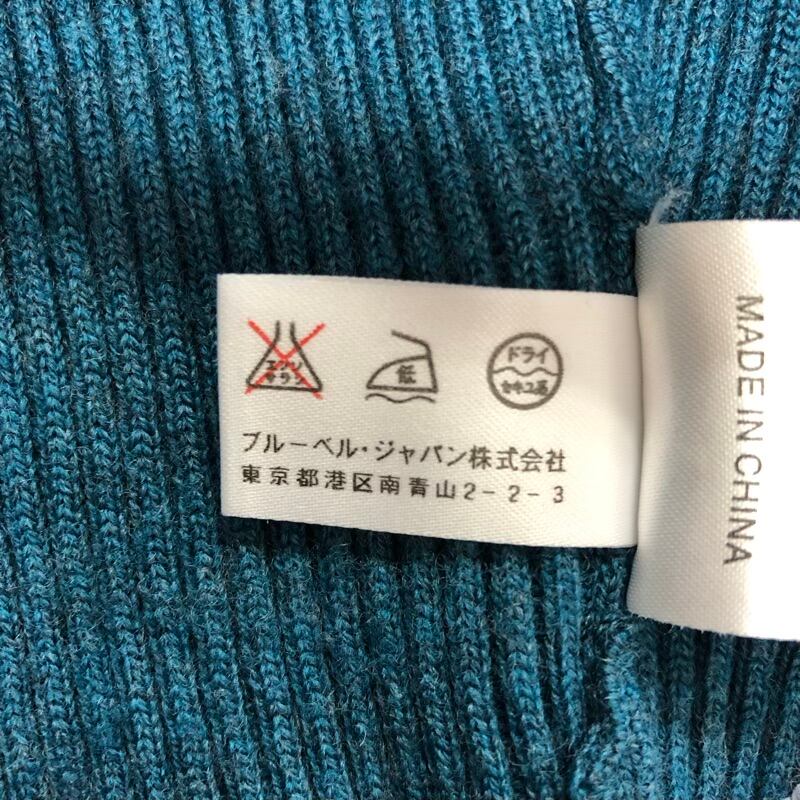 エンソ
サラシ
低
ドライ
セキユ系
ブルーベル・ジャパン株式会社
東京都港区南青山2-2-3
MADE IN CHINA